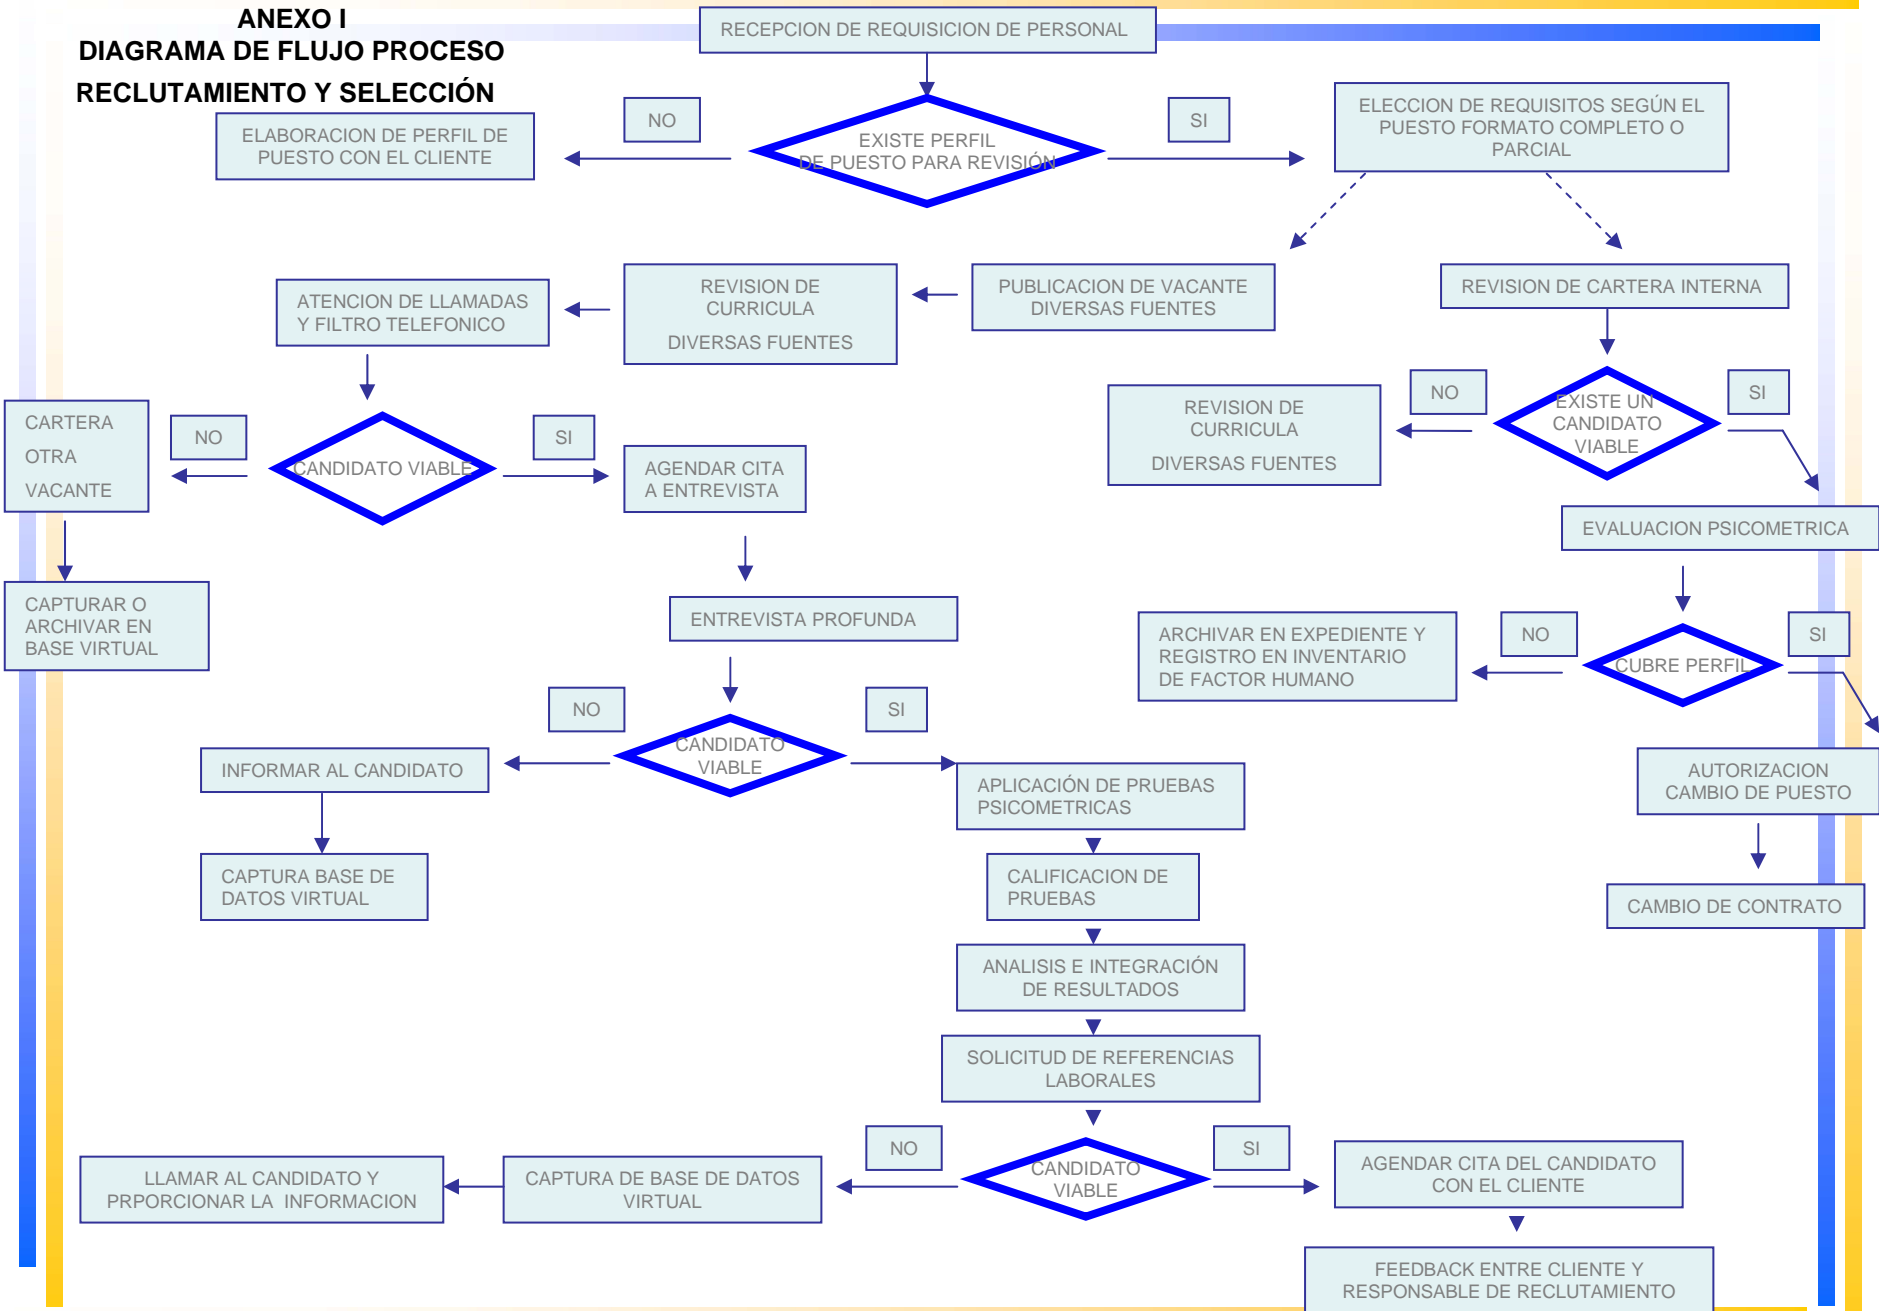 ANEXO I
DIAGRAMA DE FLUJO PROCESO
RECLUTAMIENTO Y SELECCIÓN
RECEPCION DE REQUISICION DE PERSONAL
NO
SI
EXISTE PERFIL
DE PUESTO PARA REVISIÓN
ELABORACION DE PERFIL DE
PUESTO CON EL CLIENTE
ELECCION DE REQUISITOS SEGÚN EL
PUESTO FORMATO COMPLETO O
PARCIAL
ATENCION DE LLAMADAS
Y FILTRO TELEFONICO
REVISION DE
CURRICULA
DIVERSAS FUENTES
PUBLICACION DE VACANTE
DIVERSAS FUENTES
REVISION DE CARTERA INTERNA
CARTERA
OTRA
VACANTE
NO
CANDIDATO VIABLE
SI
AGENDAR CITA
A ENTREVISTA
REVISION DE
CURRICULA
DIVERSAS FUENTES
NO
EXISTE UN
CANDIDATO
VIABLE
SI
EVALUACION PSICOMETRICA
CAPTURAR O
ARCHIVAR EN
BASE VIRTUAL
ENTREVISTA PROFUNDA
ARCHIVAR EN EXPEDIENTE Y
REGISTRO EN INVENTARIO
DE FACTOR HUMANO
NO
CUBRE PERFIL
SI
NO
CANDIDATO
VIABLE
SI
INFORMAR AL CANDIDATO
APLICACIÓN DE PRUEBAS
PSICOMETRICAS
AUTORIZACION
CAMBIO DE PUESTO
CAPTURA BASE DE
DATOS VIRTUAL
CALIFICACION DE
PRUEBAS
CAMBIO DE CONTRATO
ANALISIS E INTEGRACIÓN
DE RESULTADOS
SOLICITUD DE REFERENCIAS
LABORALES
NO
CANDIDATO
VIABLE
SI
LLAMAR AL CANDIDATO Y
PRPORCIONAR LA  INFORMACION
CAPTURA DE BASE DE DATOS
VIRTUAL
AGENDAR CITA DEL CANDIDATO
CON EL CLIENTE
FEEDBACK ENTRE CLIENTE Y
RESPONSABLE DE RECLUTAMIENTO